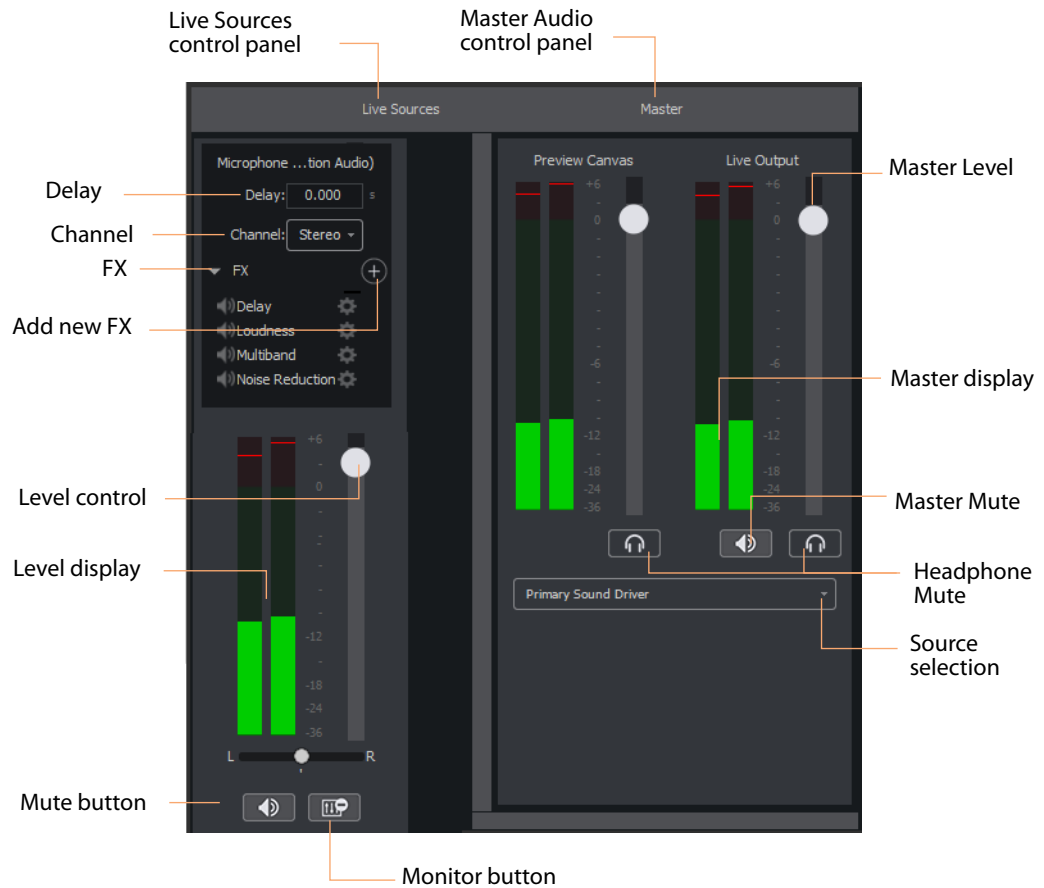 Live Sources
control panel
Master Audio
control panel
Live Sources
Master
Microphone ...tion Audio)
Delay
Delay: 0.000 s
Channel
Channel: Stereo
FX
FX
Add new FX
Delay
Loudness
Multiband
Noise Reduction
Level control
Level display
+6
0
-12
-18
-24
-36
L
R
Mute button
Monitor button
Preview Canvas
+6
0
-6
-12
-18
-24
-36
Live Output
+6
0
-6
-12
-18
-24
-36
Primary Sound Driver
Master Level
Master display
Master Mute
Headphone
Mute
Source
selection